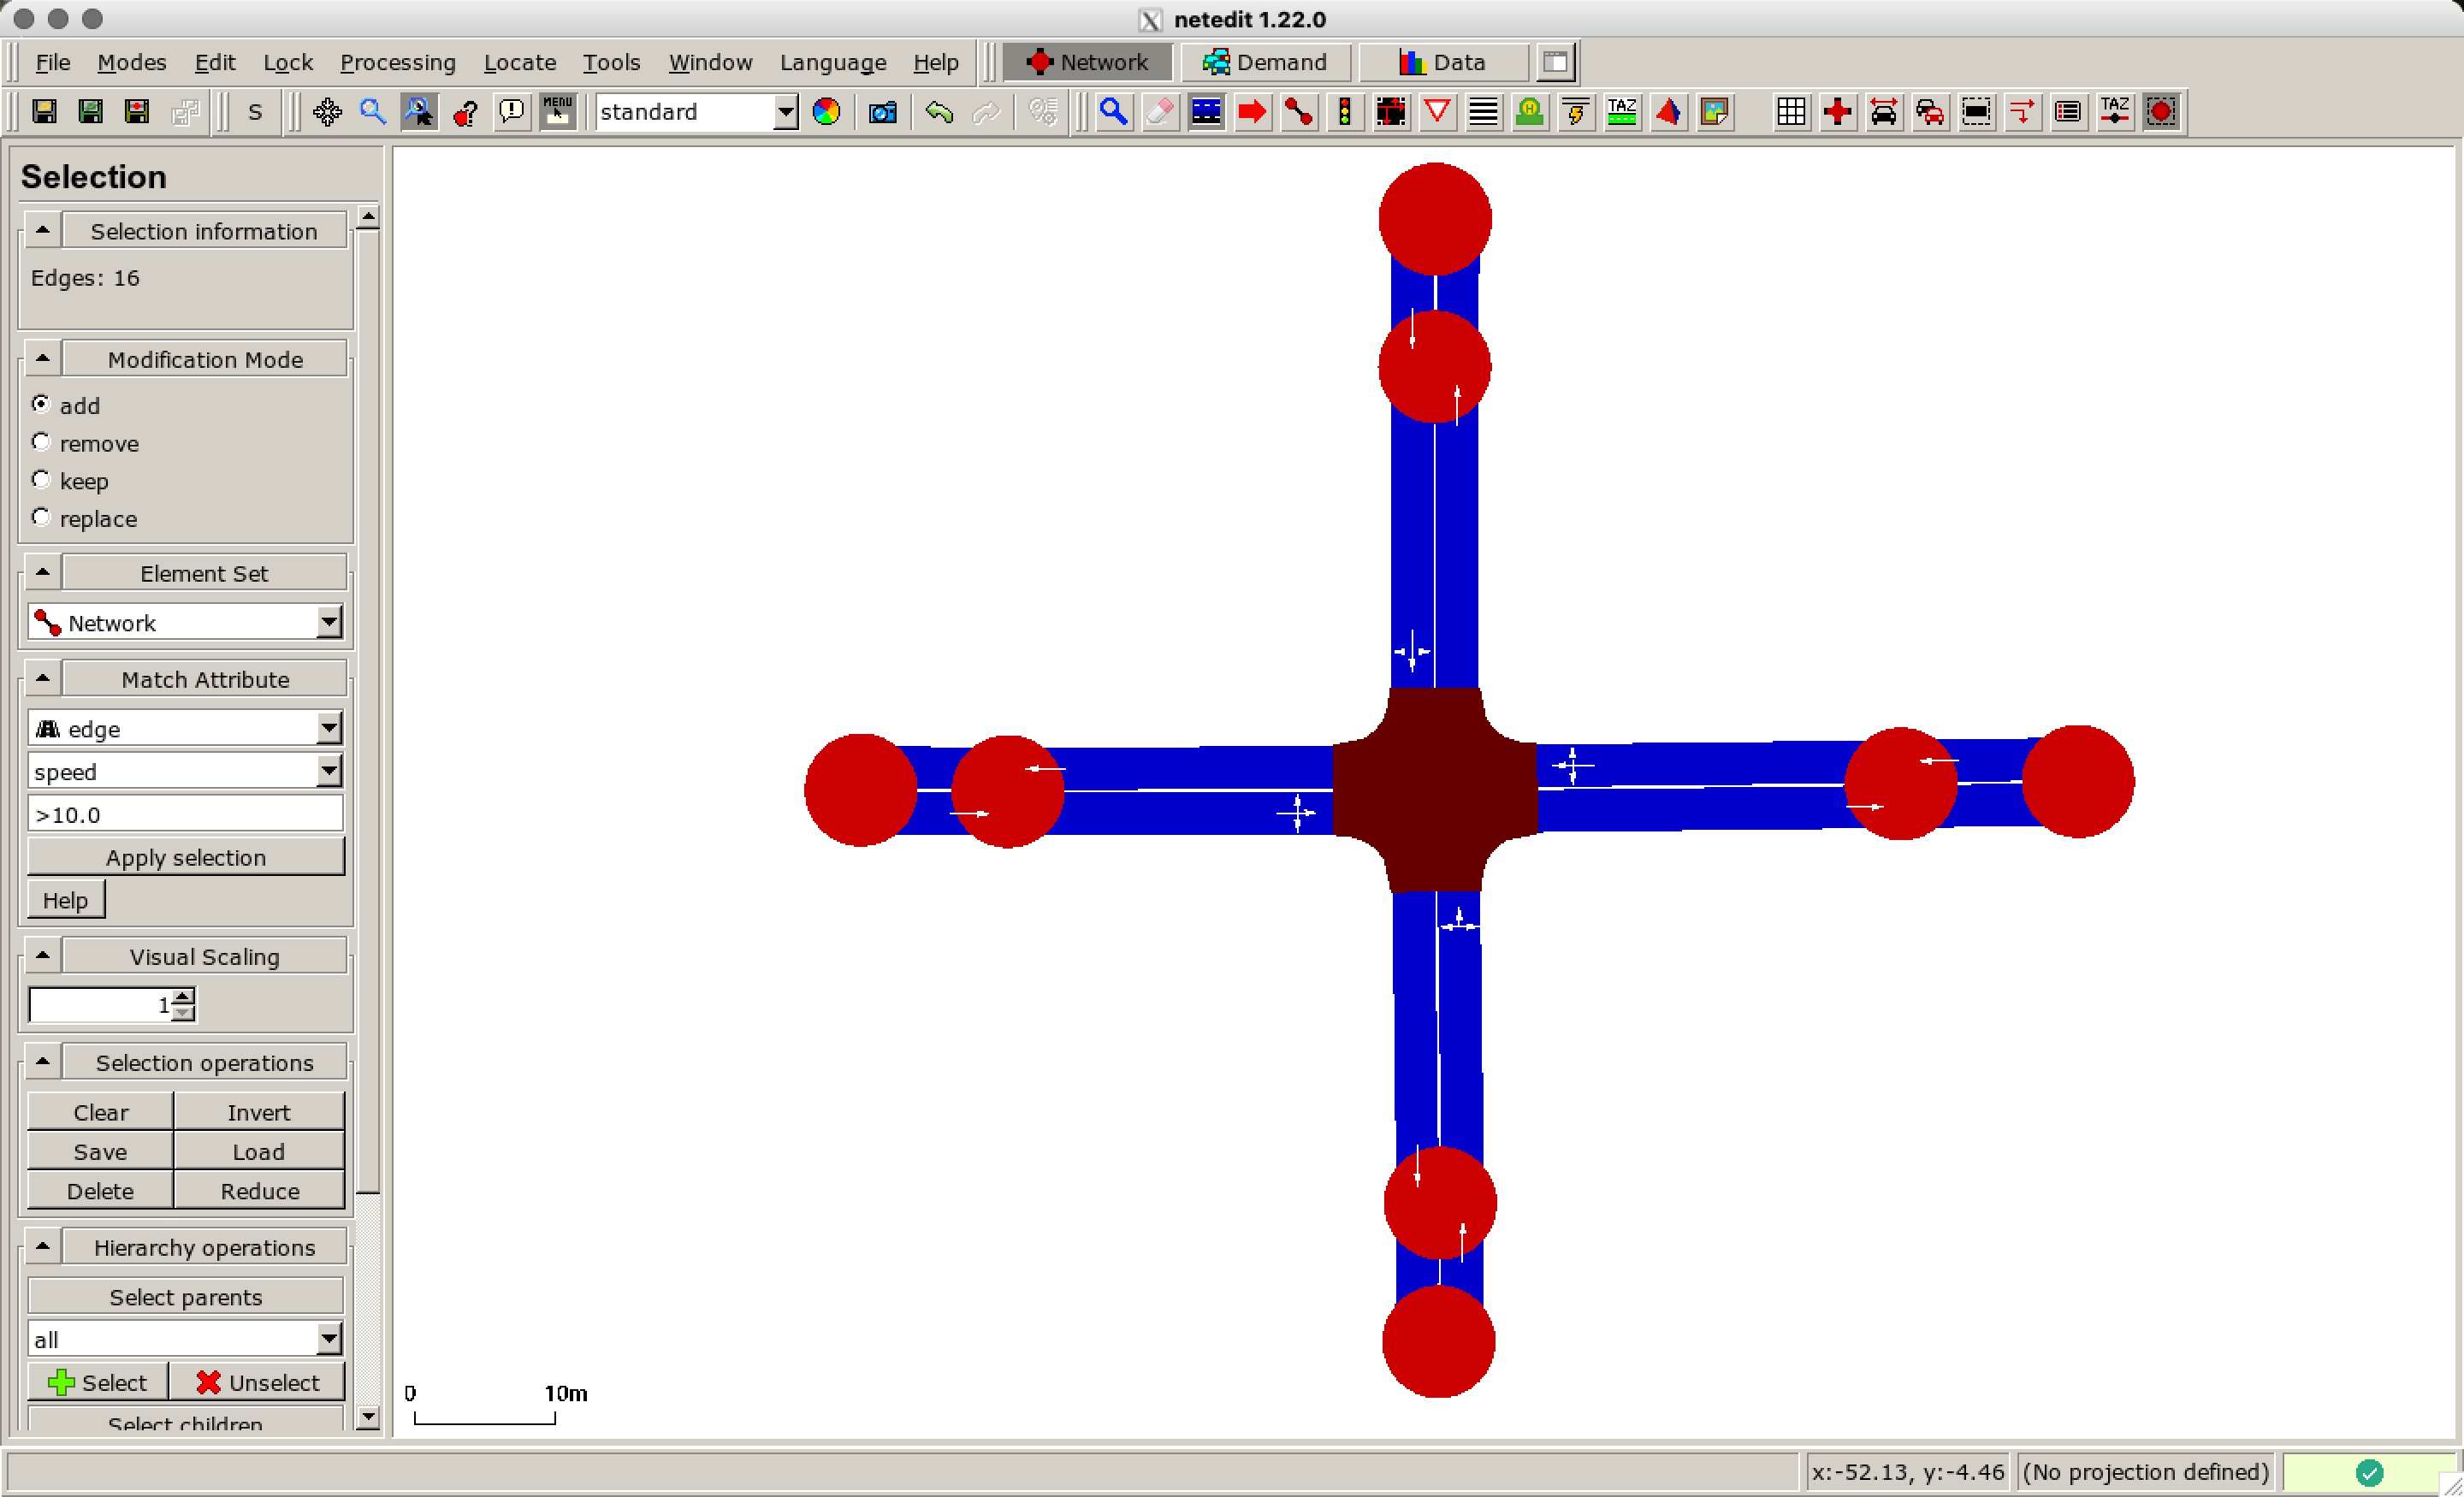 netedit 1.22.0
File Modes Edit Lock Processing Locate Tools Window Language Help Network Demand Data
S MENU standard TAZ TAZ
Selection
Selection information
Edges: 16
Modification Mode
add
remove
keep
replace
Element Set
Network
Match Attribute
edge
speed
>10.0
Apply selection
Help
Visual Scaling
1
Selection operations
Clear Invert
Save Load
Delete Reduce
Hierarchy operations
Select parents
all
Select Unselect
Select children
0 10m
x:-52.13, y:-4.46 (No projection defined)